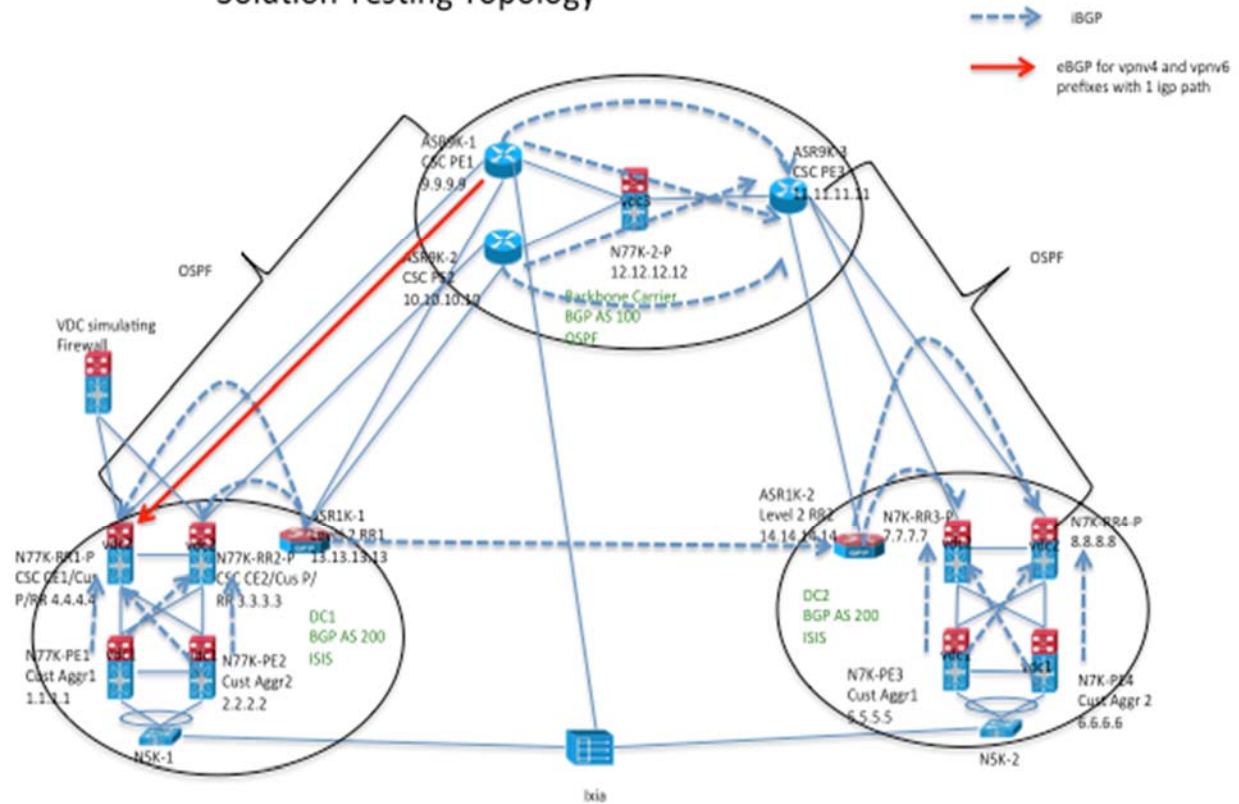 Solution Testing Topology
iBGP
eBGP for vpnv4 and vpnv6
prefixes with 1 igp path
ASR9K-1
CSC PE1
9.9.9.9
ASR9K-3
CSC PE3
11.11.11.11
vdc3
N77K-2-P
12.12.12.12
ASR9K-2
CSC PE2
10.10.10.10
Backbone Carrier
BGP AS 100
OSPF
OSPF
OSPF
VDC simulating
Firewall
ASR1K-1
Level 2 RR1
13.13.13.13
ASR1K-2
Level 2 RR2
14.14.14.14
N7K-RR3-P
7.7.7.7
N7K-RR4-P
8.8.8.8
vdc2
N77K-RR1-P
CSC CE1/Cus
P/RR 4.4.4.4
N77K-RR2-P
CSC CE2/Cus P/
RR 3.3.3.3
DC1
BGP AS 200
ISIS
DC2
BGP AS 200
ISIS
N77K-PE1
Cust Aggr1
1.1.1.1
N77K-PE2
Cust Aggr2
2.2.2.2
N7K-PE3
Cust Aggr1
5.5.5.5
vdc1
vdc1
N7K-PE4
Cust Aggr 2
6.6.6.6
N5K-1
N5K-2
Ixia